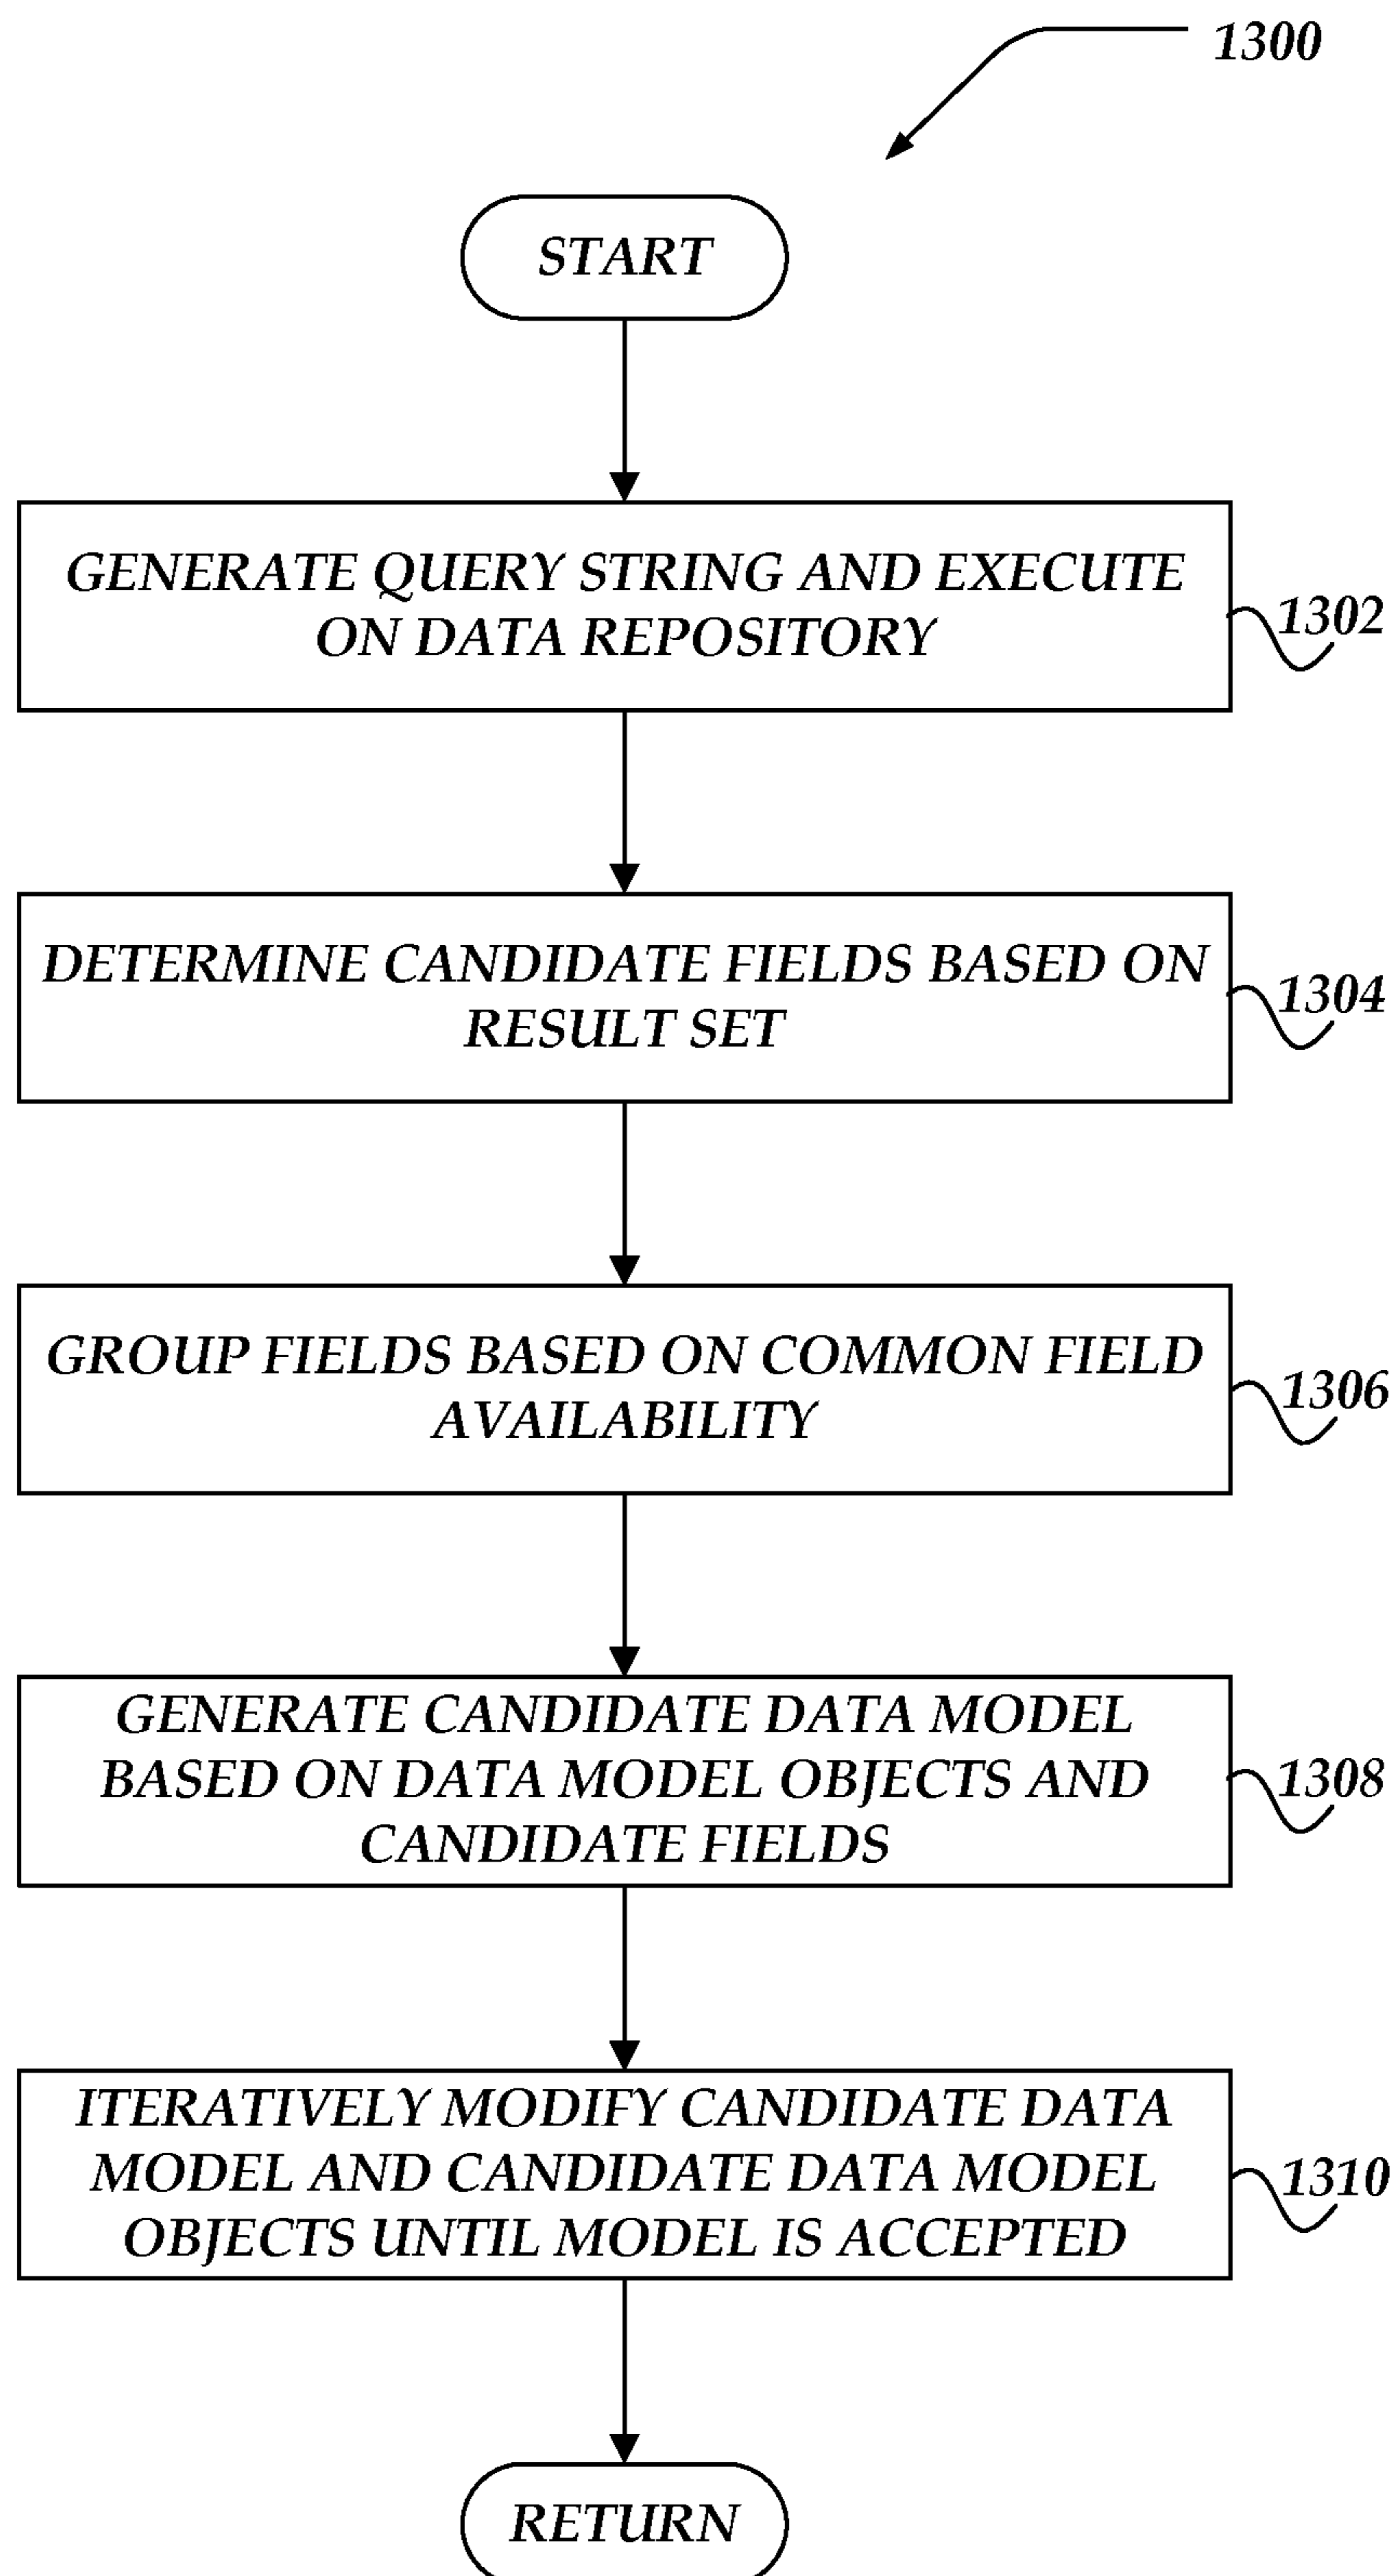 1300
START
GENERATE QUERY STRING AND EXECUTE
ON DATA REPOSITORY
1302
DETERMINE CANDIDATE FIELDS BASED ON
RESULT SET
1304
GROUP FIELDS BASED ON COMMON FIELD
AVAILABILITY
1306
GENERATE CANDIDATE DATA MODEL
BASED ON DATA MODEL OBJECTS AND
CANDIDATE FIELDS
1308
ITERATIVELY MODIFY CANDIDATE DATA
MODEL AND CANDIDATE DATA MODEL
OBJECTS UNTIL MODEL IS ACCEPTED
1310
RETURN